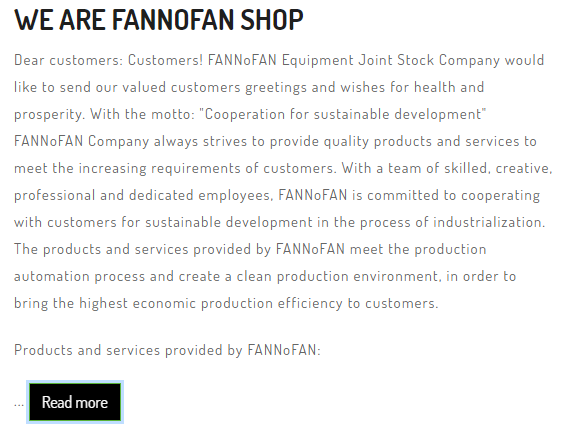 WE ARE FANNOFAN SHOP
Dear customers: Customers! FANNoFAN Equipment Joint Stock Company would
like to send our valued customers greetings and wishes for health and
prosperity. With the motto: "Cooperation for sustainable development"
FANNoFAN Company always strives to provide quality products and services to
meet the increasing requirements of customers. With a team of skilled, creative,
professional and dedicated employees, FANNoFAN is committed to cooperating
with customers for sustainable development in the process of industrialization.
The products and services provided by FANNoFAN meet the production
automation process and create a clean production environment, in order to
bring the highest economic production efficiency to customers.
Products and services provided by FANNoFAN:
... Read more